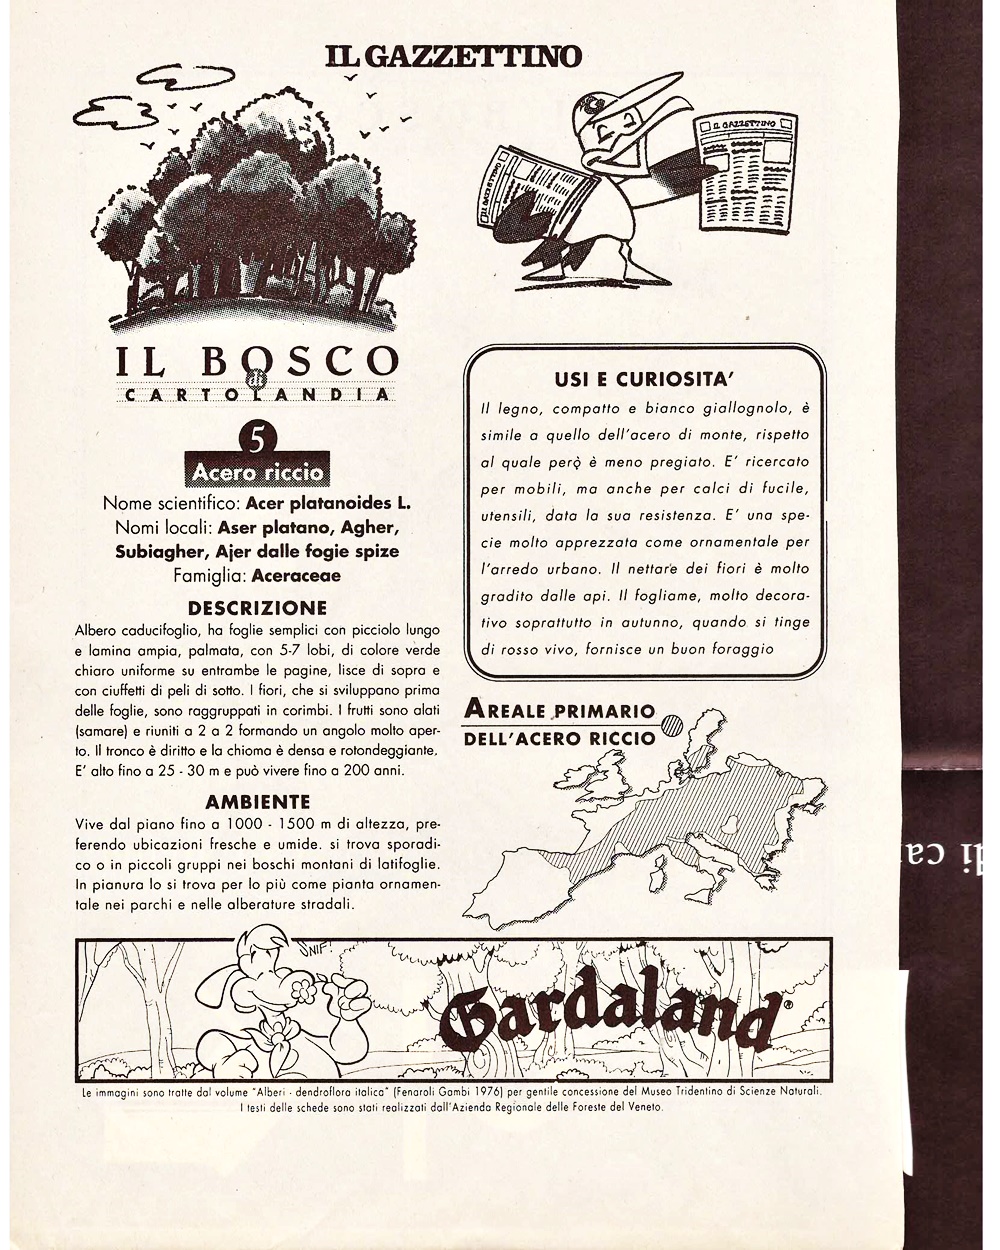 IL GAZZETTINO
IL GAZZETTINO
IL GAZZETTINO
IL BOSCO
di
CARTOLANDIA
5
Acero riccio
Nome scientifico: Acer platanoides L.
Nomi locali: Aser platano, Agher,
Subiagher, Ajer dalle fogie spize
Famiglia: Aceraceae
DESCRIZIONE
Albero caducifoglio, ha foglie semplici con picciolo lungo
e lamina ampia, palmata, con 5-7 lobi, di colore verde
chiaro uniforme su entrambe le pagine, lisce di sopra e
con ciuffetti di peli di sotto. I fiori, che si sviluppano prima
delle foglie, sono raggruppati in corimbi. I frutti sono alati
(samare) e riuniti a 2 a 2 formando un angolo molto aper-
to. Il tronco è diritto e la chioma è densa e rotondeggiante.
E' alto fino a 25 - 30 m e può vivere fino a 200 anni.
AMBIENTE
Vive dal piano fino a 1000 - 1500 m di altezza, pre-
ferendo ubicazioni fresche e umide. si trova sporadi-
co o in piccoli gruppi nei boschi montani di latifoglie.
In pianura lo si trova per lo più come pianta ornamen-
tale nei parchi e nelle alberature stradali.
USI E CURIOSITA'
Il legno, compatto e bianco giallognolo, è
simile a quello dell'acero di monte, rispetto
al quale però è meno pregiato. E' ricercato
per mobili, ma anche per calci di fucile,
utensili, data la sua resistenza. E' una spe-
cie molto apprezzata come ornamentale per
l'arredo urbano. Il nettare dei fiori è molto
gradito dalle api. Il fogliame, molto decora-
tivo soprattutto in autunno, quando si tinge
di rosso vivo, fornisce un buon foraggio
AREALE PRIMARIO
DELL'ACERO RICCIO
SNIF!
Gardaland®
Le immagini sono tratte dal volume "Alberi - dendroflora italica" (Fenaroli Gambi 1976) per gentile concessione del Museo Tridentino di Scienze Naturali.
I testi delle schede sono stati realizzati dall'Azienda Regionale delle Foreste del Veneto.
di car